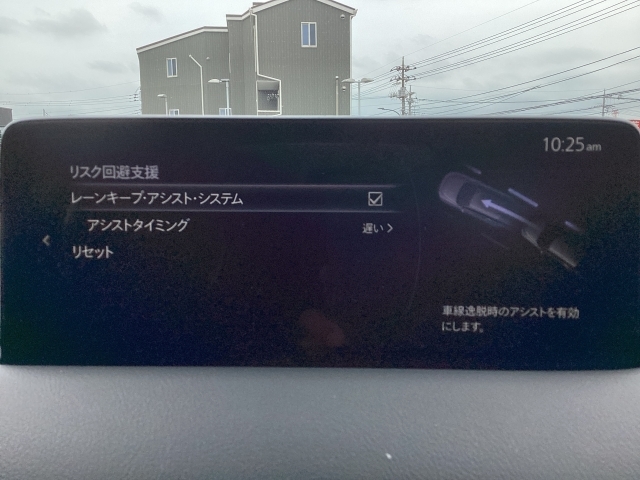 10:25am
リスク回避支援
レーンキープ・アシスト・システム
アシストタイミング 遅い
リセット
車線逸脱時のアシストを有効
にします。